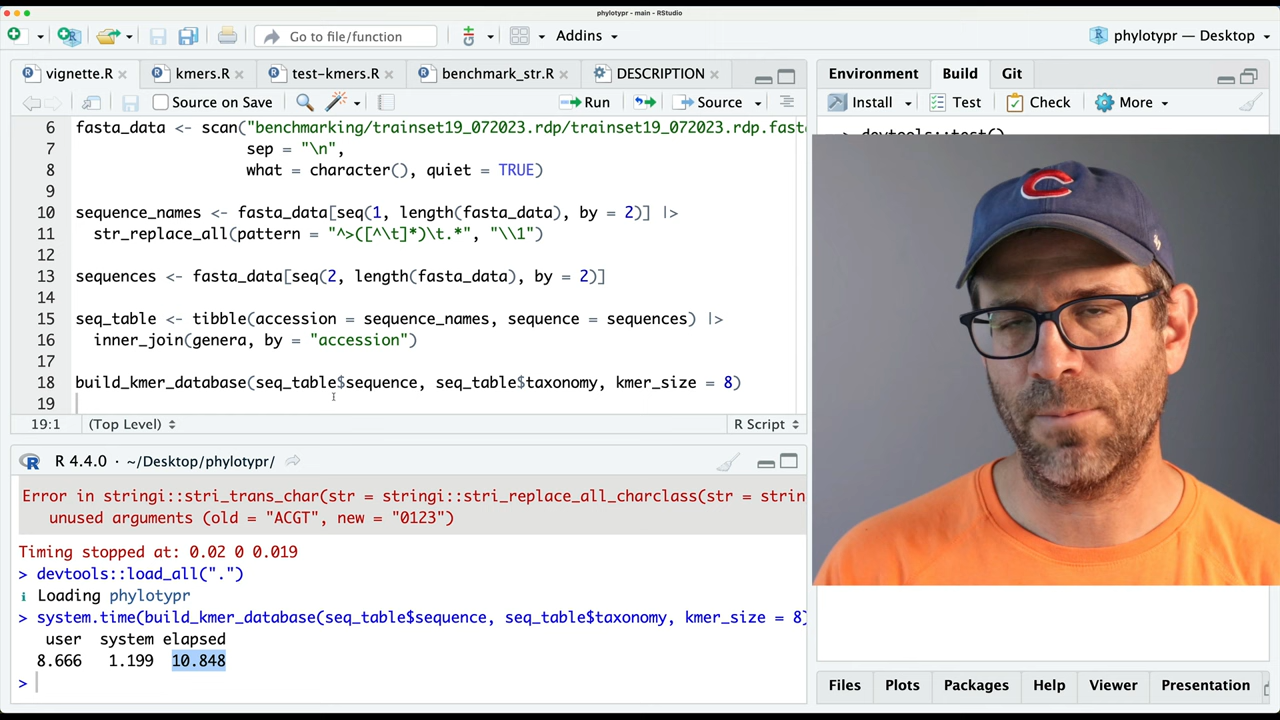 phylotypr - main - RStudio
Go to file/function
Addins
phylotypr — Desktop
vignette.R
kmers.R
test-kmers.R
benchmark_str.R
DESCRIPTION
Source on Save
Run
Source
6 fasta_data <- scan("benchmarking/trainset19_072023.rdp/trainset19_072023.rdp.fast
7 sep = "\n",
8 what = character(), quiet = TRUE)
9
10 sequence_names <- fasta_data[seq(1, length(fasta_data), by = 2)] |>
11 str_replace_all(pattern = "^>([^\t]*)\t.*", "\\1")
12
13 sequences <- fasta_data[seq(2, length(fasta_data), by = 2)]
14
15 seq_table <- tibble(accession = sequence_names, sequence = sequences) |>
16 inner_join(genera, by = "accession")
17
18 build_kmer_database(seq_table$sequence, seq_table$taxonomy, kmer_size = 8)
19
19:1 (Top Level) R Script
R 4.4.0 · ~/Desktop/phylotypr/
Error in stringi::stri_trans_char(str = stringi::stri_replace_all_charclass(str = strin
unused arguments (old = "ACGT", new = "0123")
Timing stopped at: 0.02 0 0.019
> devtools::load_all(".")
i Loading phylotypr
> system.time(build_kmer_database(seq_table$sequence, seq_table$taxonomy, kmer_size = 8)
user system elapsed
8.666 1.199 10.848
>
Environment Build Git
Install Test Check More
> devtools::test()
C
Files Plots Packages Help Viewer Presentation